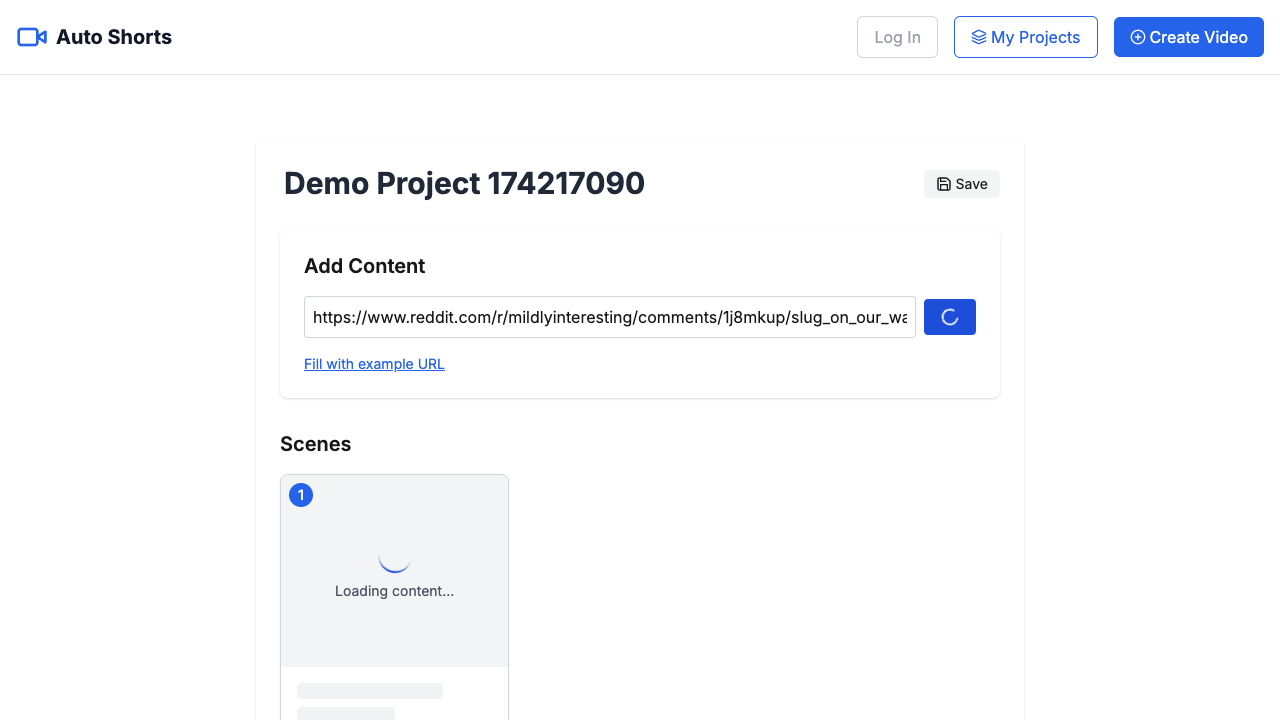 Auto Shorts
Log In
My Projects
Create Video
Demo Project 174217090
Save
Add Content
https://www.reddit.com/r/mildlyinteresting/comments/1j8mkup/slug_on_our_wa
Fill with example URL
Scenes
1
Loading content...